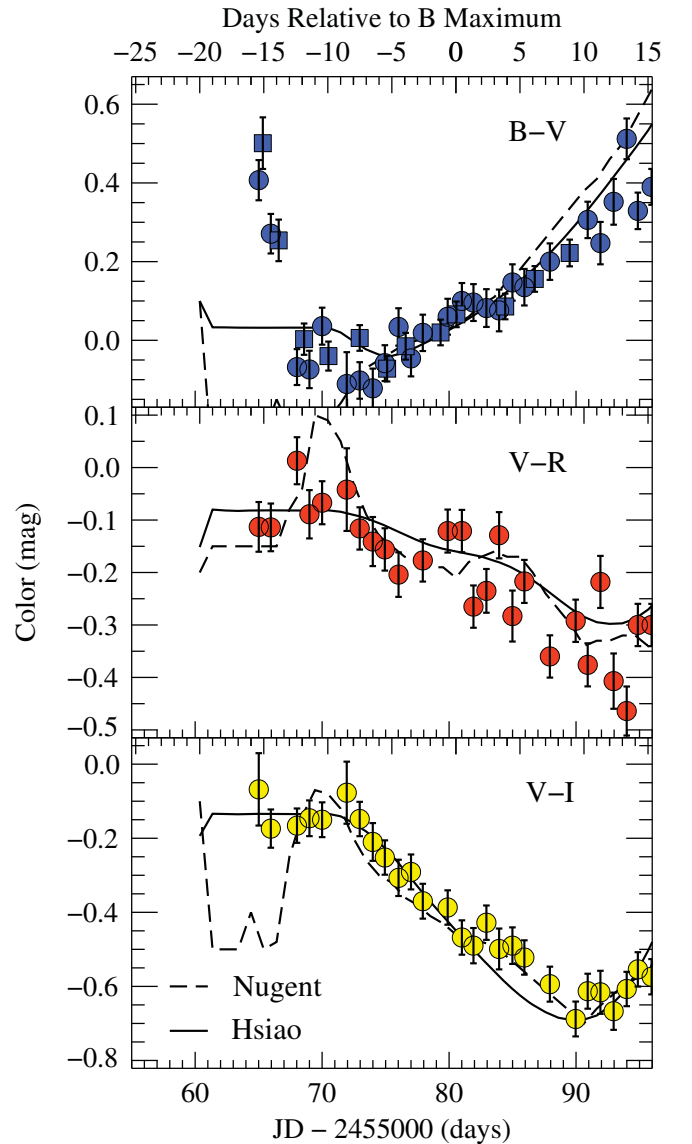 Days Relative to B Maximum
−25 −20 −15 −10 −5 0 5 10 15
0.6
B−V
0.4
0.2
0.0
0.1
V−R
0.0
−0.1
−0.2
−0.3
−0.4
−0.5
Color (mag)
0.0
V−I
−0.2
−0.4
−0.6
−0.8
Nugent
Hsiao
60 70 80 90
JD − 2455000 (days)